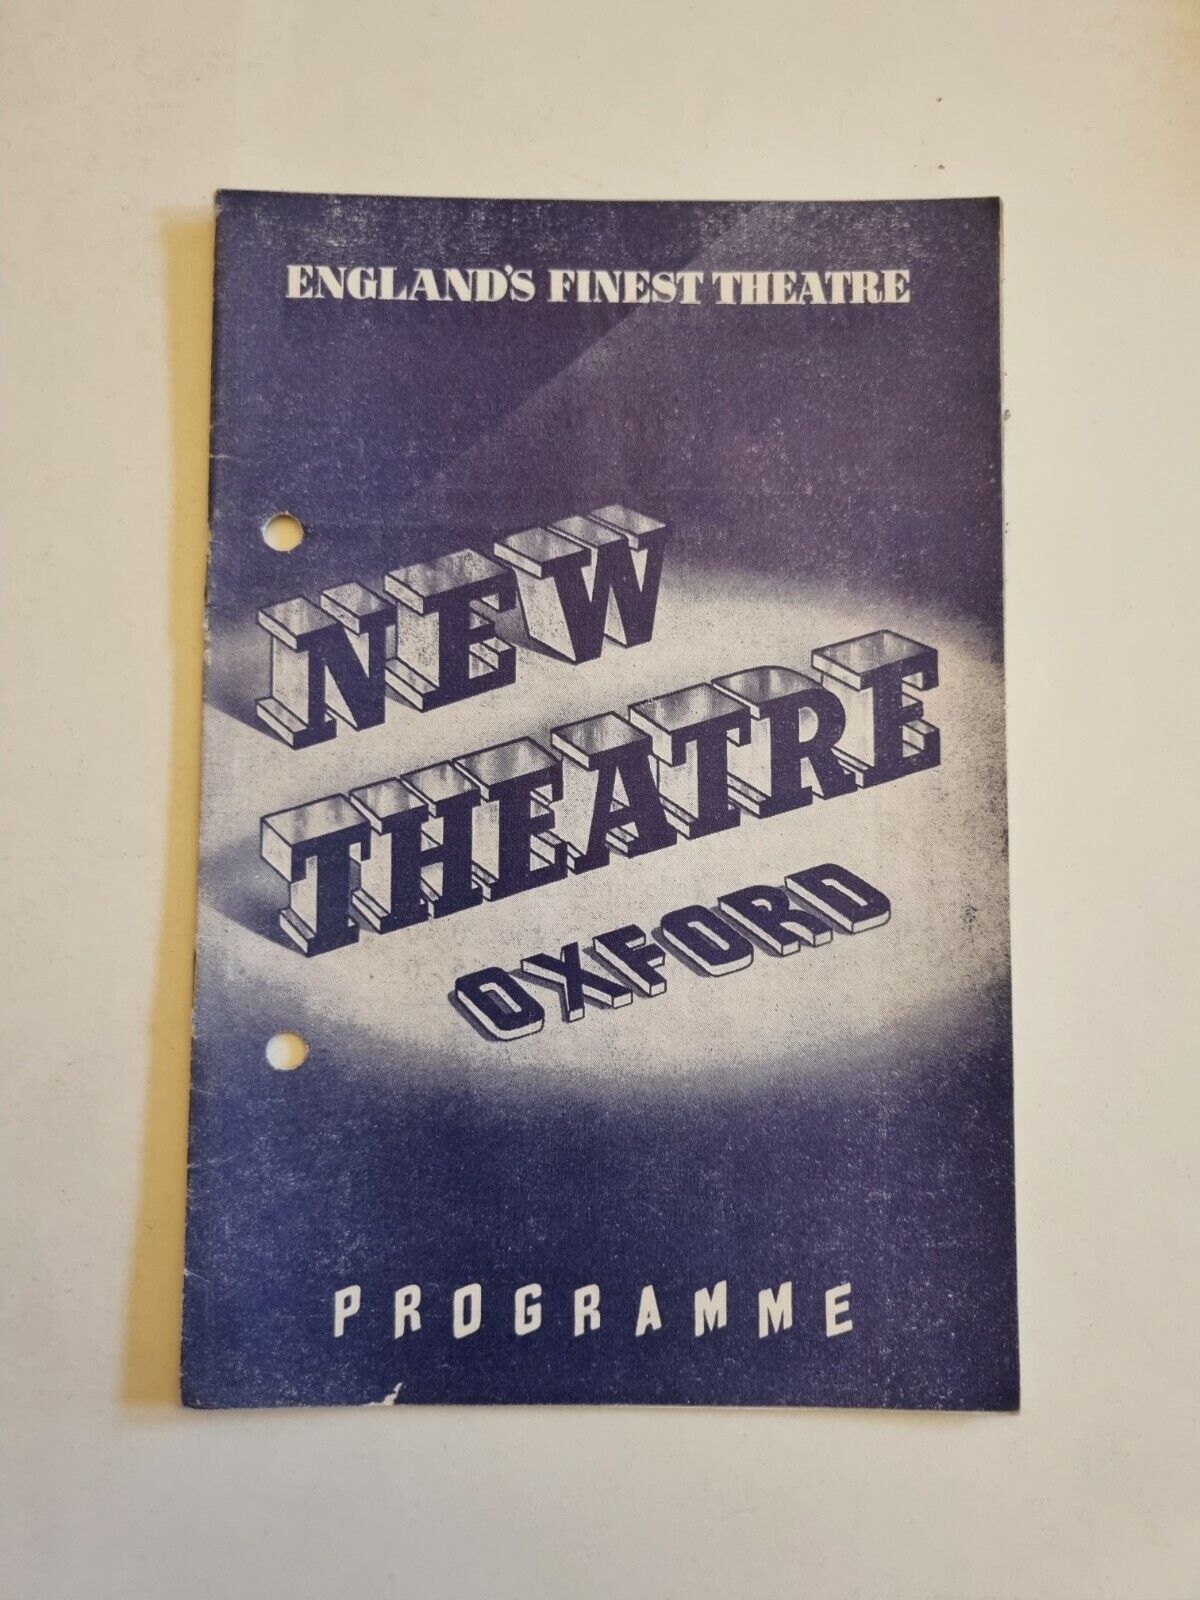 ENGLAND'S FINEST THEATRE
NEW
THEATRE
OXFORD
PROGRAMME